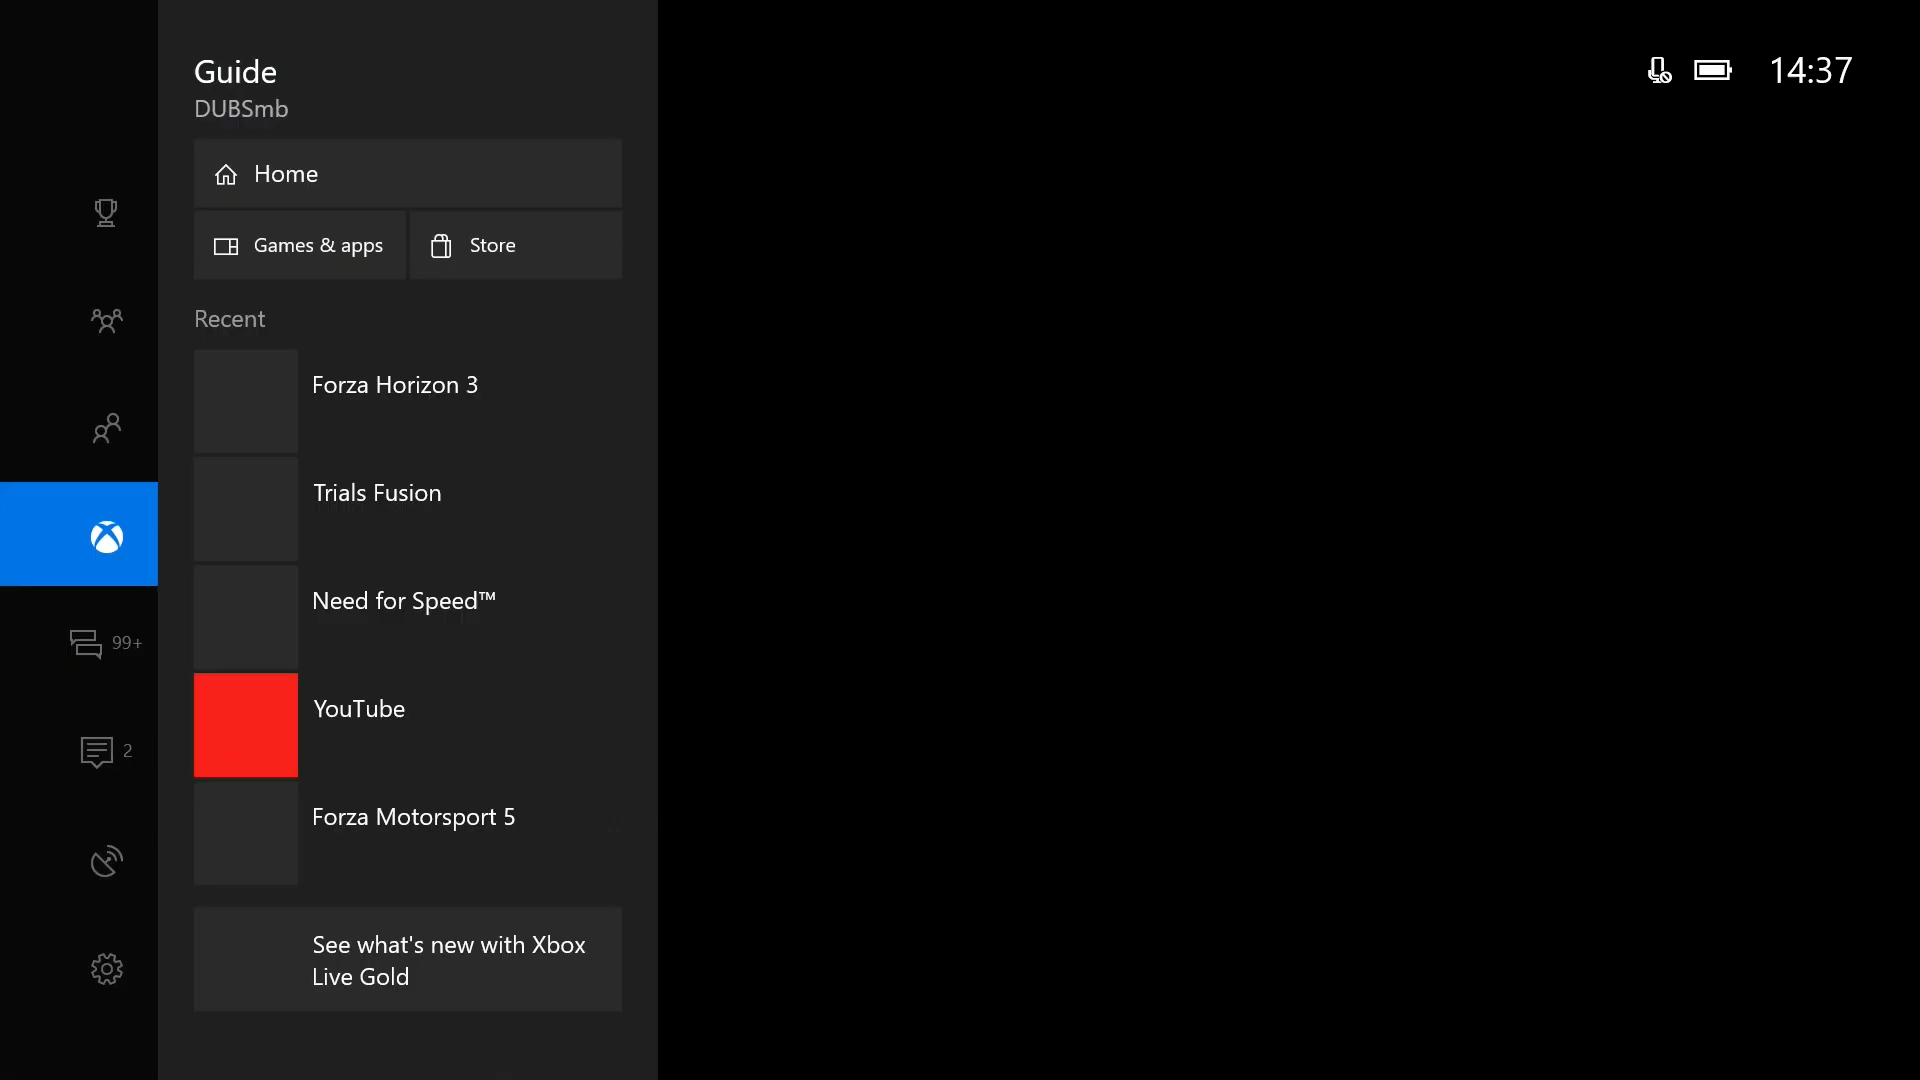 Guide
DUBSmb
14:37
Home
Games & apps
Store
Recent
Forza Horizon 3
Trials Fusion
Need for Speed™
99+
YouTube
2
Forza Motorsport 5
See what's new with Xbox
Live Gold